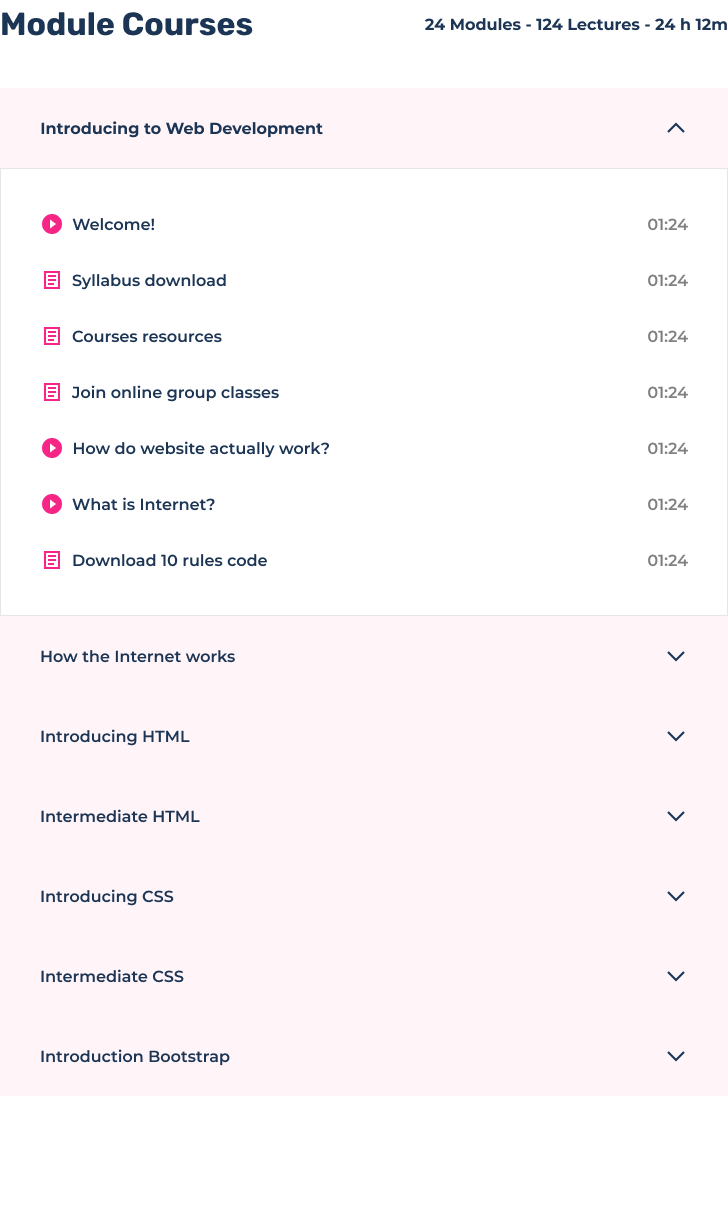 Module Courses 24 Modules - 124 Lectures - 24 h 12m
Introducing to Web Development
Welcome! 01:24
Syllabus download 01:24
Courses resources 01:24
Join online group classes 01:24
How do website actually work? 01:24
What is Internet? 01:24
Download 10 rules code 01:24
How the Internet works
Introducing HTML
Intermediate HTML
Introducing CSS
Intermediate CSS
Introduction Bootstrap